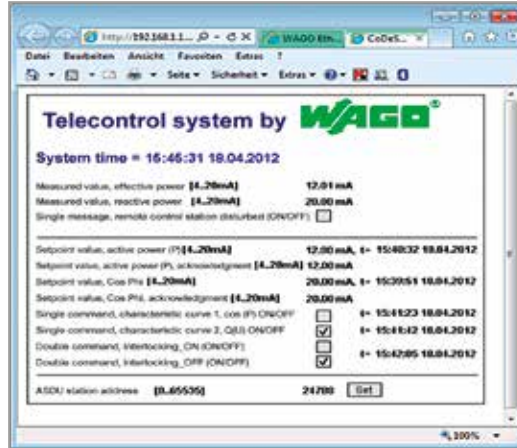 http://192.168.1.1... WAGO Eth... CoDeS...
Datei Bearbeiten Ansicht Favoriten Extras ?
Seite Sicherheit Extras
Telecontrol system by WAGO®
System time = 15:45:31 18.04.2012
Measured value, effective power [4..20mA] 12.01 mA
Measured value, reactive power [4..20mA] 20.00 mA
Single message, remote control station disturbed (ON/OFF)
Setpoint value, active power (P)[4..20mA] 12.00 mA, t= 15:40:32 18.04.2012
Setpoint value, active power (P), acknowledgment [4..20mA] 12.00 mA
Setpoint value, Cos Phi [4..20mA] 20.00 mA, t= 15:39:51 18.04.2012
Setpoint value, Cos Phi, acknowledgment [4..20mA] 20.00 mA
Single command, characteristic curve 1, cos (P) ON/OFF t= 15:41:23 18.04.2012
Single command, characteristic curve 2, Q(U) ON/OFF t= 15:41:42 18.04.2012
Double command, Interlocking_ON (ON/OFF)
Double command, Interlocking_OFF (ON/OFF) t= 15:42:05 18.04.2012
ASDU station address [0..65535] 24700 Set
100%